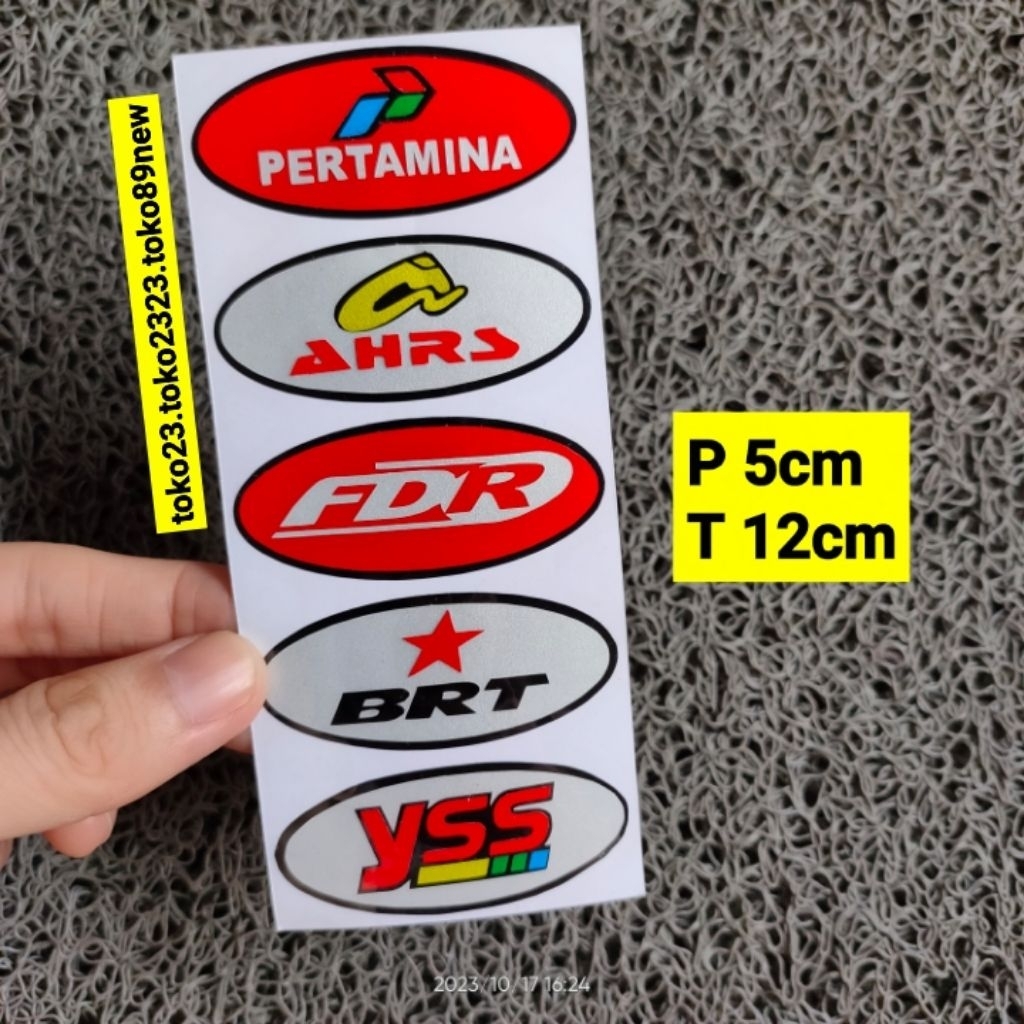 PERTAMINA
toko23.toko2323.toko89new
AHRS
FDR
P 5cm
T 12cm
BRT
YSS
2023/10/17 16:24